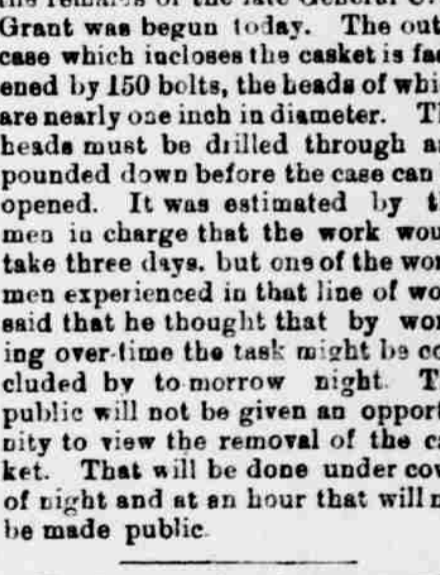 the remains of the late General U.
Grant was begun today. The out
case which incloses the casket is fas
ened by 150 bolts, the heads of whi
are nearly one inch in diameter. Th
heads must be drilled through an
pounded down before the case can
opened. It was estimated by t
men in charge that the work wou
take three days. but one of the wor
men experienced in that line of wo
said that he thought that by wor
ing over-time the task might be co
cluded by to morrow night. T
public will not be given an opport
nity to view the removal of the ca
ket. That will be done under cov
of night and at an hour that will n
be made public.